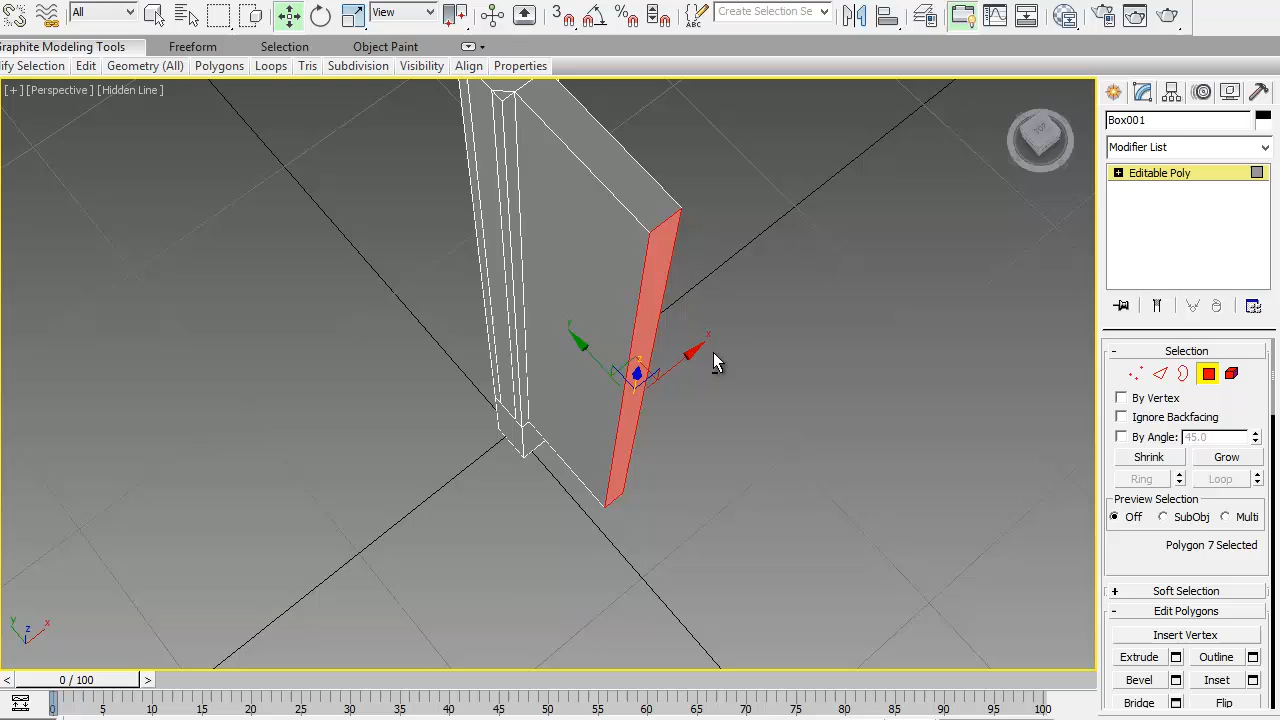 All
View
3
ABC
Create Selection Se
Graphite Modeling Tools
Freeform
Selection
Object Paint
ify Selection
Edit
Geometry (All)
Polygons
Loops
Tris
Subdivision
Visibility
Align
Properties
[ + ] [Perspective ] [Hidden Line ]
TOP
Box001
Modifier List
Editable Poly
Selection
By Vertex
Ignore Backfacing
By Angle: 45.0
Shrink
Grow
Ring
Loop
Preview Selection
Off
SubObj
Multi
Polygon 7 Selected
Soft Selection
Edit Polygons
Insert Vertex
Extrude
Outline
Bevel
Inset
Bridge
Flip
x
z
y
z
x
< 0 / 100 >
0 5 10 15 20 25 30 35 40 45 50 55 60 65 70 75 80 85 90 95 100